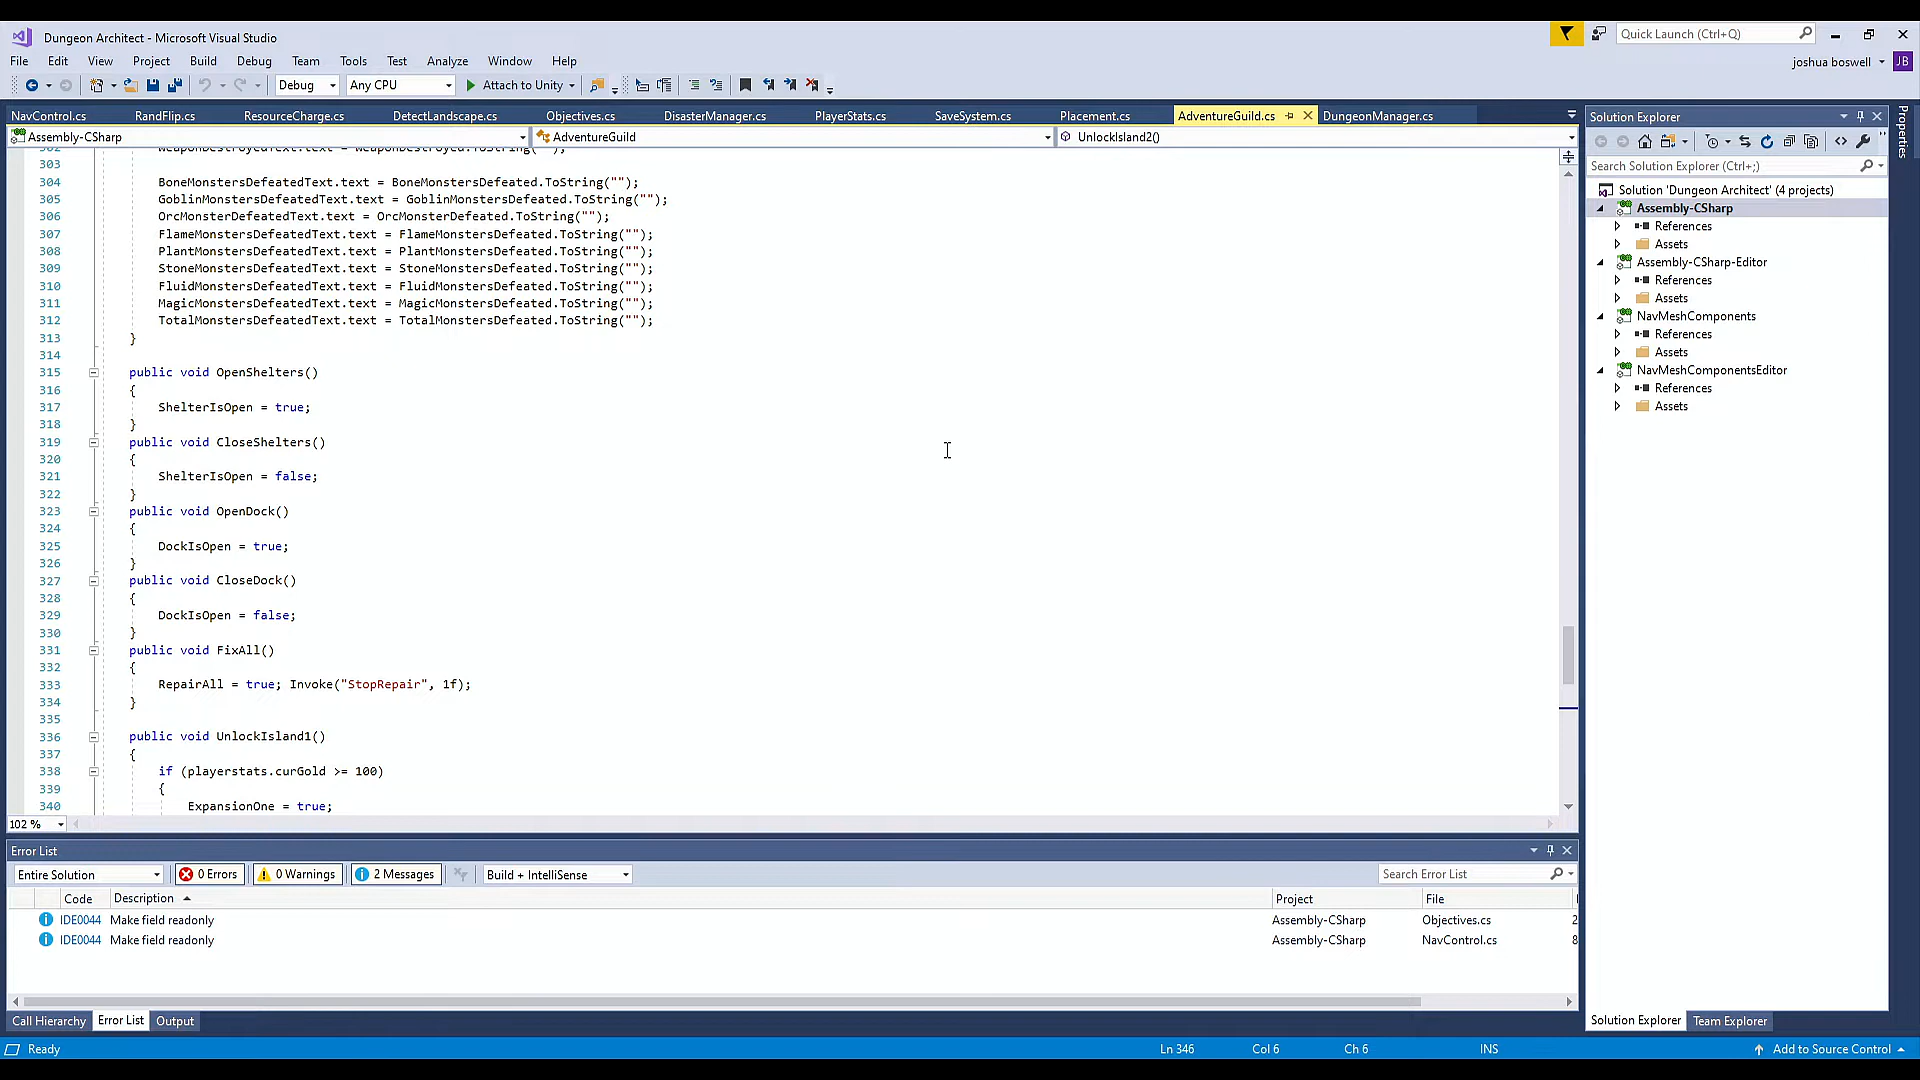 Dungeon Architect - Microsoft Visual Studio
Quick Launch (Ctrl+Q)
File Edit View Project Build Debug Team Tools Test Analyze Window Help
joshua boswell JB
Debug Any CPU Attach to Unity
NavControl.cs RandFlip.cs ResourceCharge.cs DetectLandscape.cs Objectives.cs DisasterManager.cs PlayerStats.cs SaveSystem.cs Placement.cs AdventureGuild.cs DungeonManager.cs
Assembly-CSharp AdventureGuild UnlockIsland2()
302 WeaponDestroyedText.text = WeaponDestroyed.ToString("");
303
304 BoneMonstersDefeatedText.text = BoneMonstersDefeated.ToString("");
305 GoblinMonstersDefeatedText.text = GoblinMonstersDefeated.ToString("");
306 OrcMonsterDefeatedText.text = OrcMonsterDefeated.ToString("");
307 FlameMonstersDefeatedText.text = FlameMonstersDefeated.ToString("");
308 PlantMonstersDefeatedText.text = PlantMonstersDefeated.ToString("");
309 StoneMonstersDefeatedText.text = StoneMonstersDefeated.ToString("");
310 FluidMonstersDefeatedText.text = FluidMonstersDefeated.ToString("");
311 MagicMonstersDefeatedText.text = MagicMonstersDefeated.ToString("");
312 TotalMonstersDefeatedText.text = TotalMonstersDefeated.ToString("");
313 }
314
315 public void OpenShelters()
316 {
317 ShelterIsOpen = true;
318 }
319 public void CloseShelters()
320 {
321 ShelterIsOpen = false;
322 }
323 public void OpenDock()
324 {
325 DockIsOpen = true;
326 }
327 public void CloseDock()
328 {
329 DockIsOpen = false;
330 }
331 public void FixAll()
332 {
333 RepairAll = true; Invoke("StopRepair", 1f);
334 }
335
336 public void UnlockIsland1()
337 {
338 if (playerstats.curGold >= 100)
339 {
340 ExpansionOne = true;
102 %
Solution Explorer
Search Solution Explorer (Ctrl+;)
Solution 'Dungeon Architect' (4 projects)
Assembly-CSharp
References
Assets
Assembly-CSharp-Editor
References
Assets
NavMeshComponents
References
Assets
NavMeshComponentsEditor
References
Assets
Solution Explorer Team Explorer
Properties
Error List
Entire Solution 0 Errors 0 Warnings 2 Messages Build + IntelliSense Search Error List
Code Description Project File
IDE0044 Make field readonly Assembly-CSharp Objectives.cs 2
IDE0044 Make field readonly Assembly-CSharp NavControl.cs 8
Call Hierarchy Error List Output
Ready Ln 346 Col 6 Ch 6 INS Add to Source Control